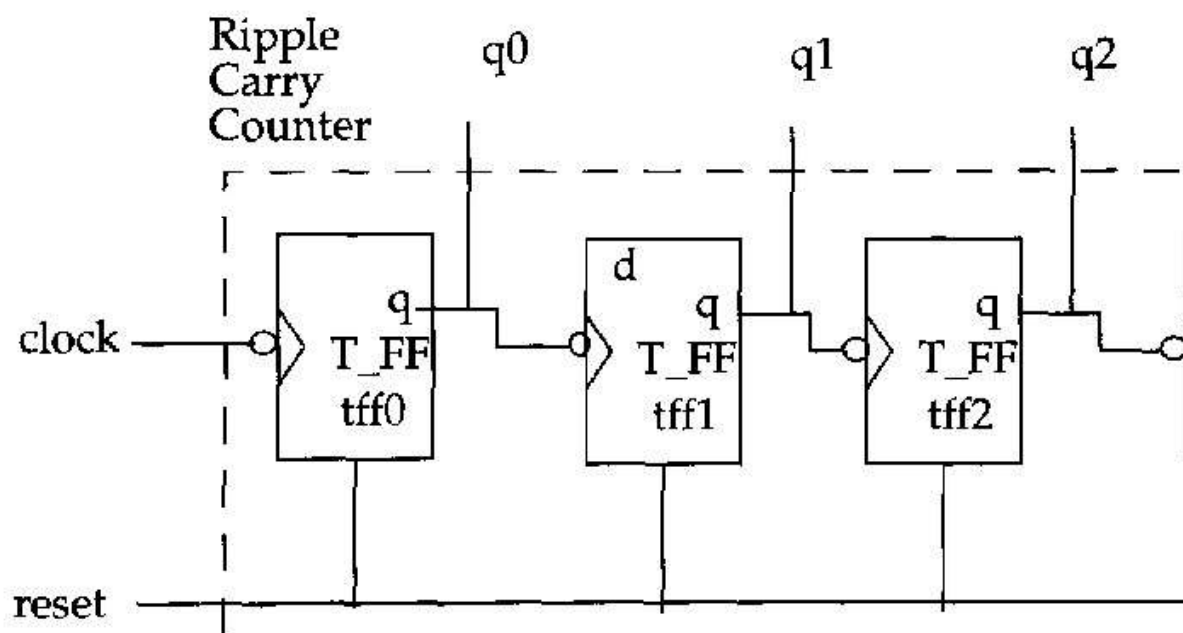 Ripple
Carry
Counter
q0
q1
q2
d
q
q
q
clock
T_FF
T_FF
T_FF
tff0
tff1
tff2
reset